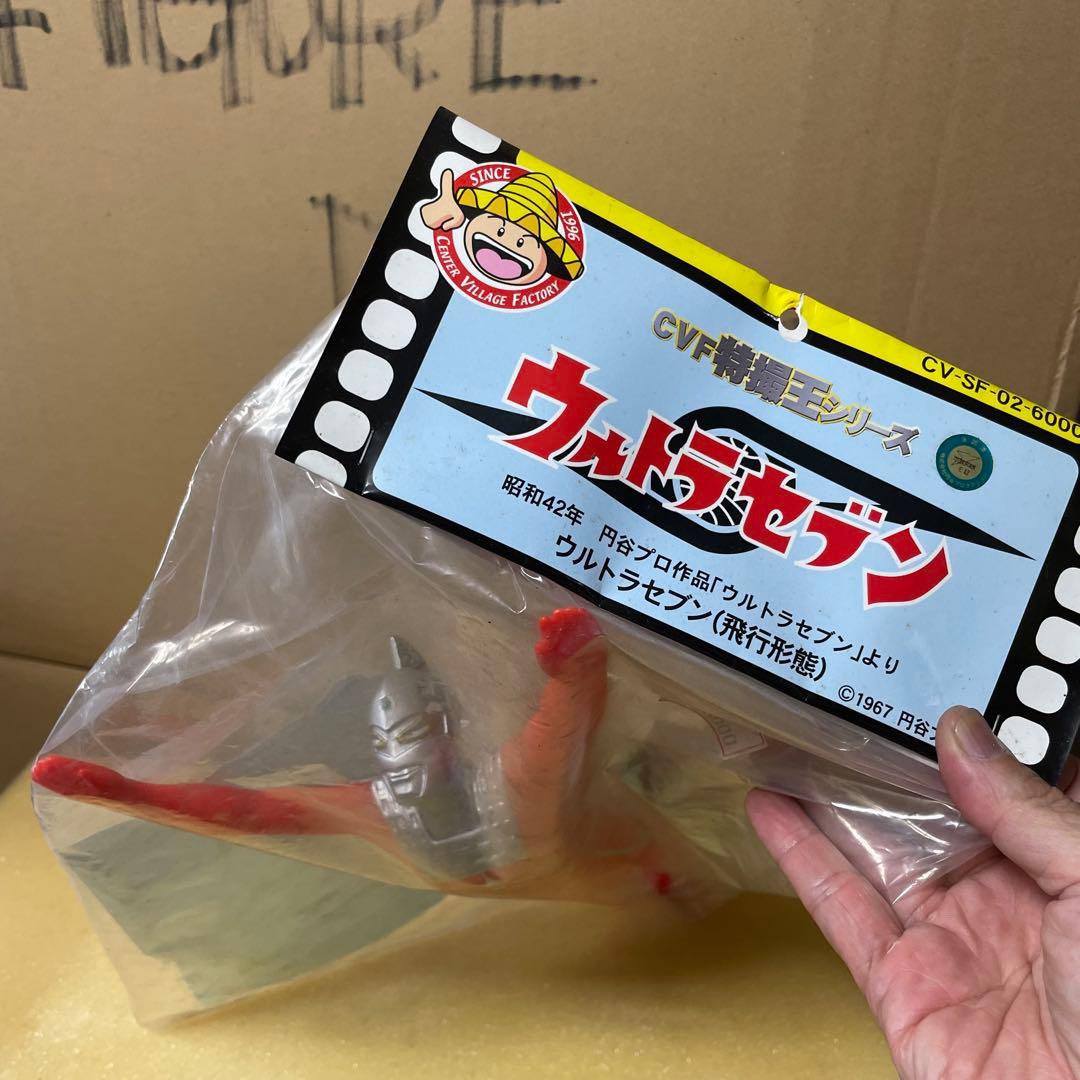 FIGURE
SINCE 1996
CENTER VILLAGE FACTORY
CV-SF-02-6000
CVF特撮王シリーズ
ウルトラセブン
昭和42年 円谷プロ作品「ウルトラセブン」より
ウルトラセブン(飛行形態)
©1967 円谷プ